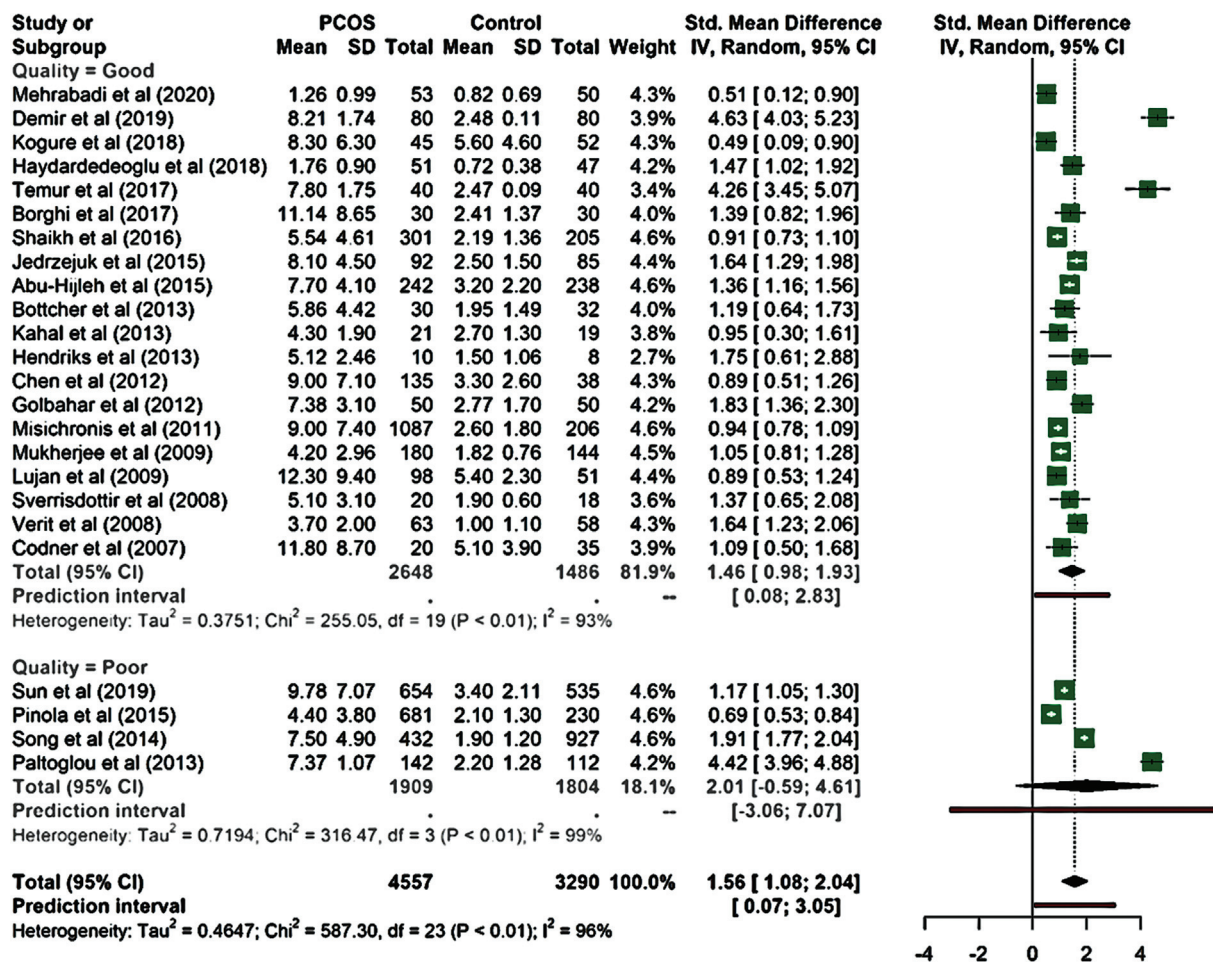 Study or PCOS Control Std. Mean Difference Std. Mean Difference
Subgroup Mean SD Total Mean SD Total Weight IV, Random, 95% CI IV, Random, 95% CI
Quality = Good
Mehrabadi et al (2020) 1.26 0.99 53 0.82 0.69 50 4.3% 0.51 [ 0.12; 0.90]
Demir et al (2019) 8.21 1.74 80 2.48 0.11 80 3.9% 4.63 [ 4.03; 5.23]
Kogure et al (2018) 8.30 6.30 45 5.60 4.60 52 4.3% 0.49 [ 0.09; 0.90]
Haydardedeoglu et al (2018) 1.76 0.90 51 0.72 0.38 47 4.2% 1.47 [ 1.02; 1.92]
Temur et al (2017) 7.80 1.75 40 2.47 0.09 40 3.4% 4.26 [ 3.45; 5.07]
Borghi et al (2017) 11.14 8.65 30 2.41 1.37 30 4.0% 1.39 [ 0.82; 1.96]
Shaikh et al (2016) 5.54 4.61 301 2.19 1.36 205 4.6% 0.91 [ 0.73; 1.10]
Jedrzejuk et al (2015) 8.10 4.50 92 2.50 1.50 85 4.4% 1.64 [ 1.29; 1.98]
Abu-Hijleh et al (2015) 7.70 4.10 242 3.20 2.20 238 4.6% 1.36 [ 1.16; 1.56]
Bottcher et al (2013) 5.86 4.42 30 1.95 1.49 32 4.0% 1.19 [ 0.64; 1.73]
Kahal et al (2013) 4.30 1.90 21 2.70 1.30 19 3.8% 0.95 [ 0.30; 1.61]
Hendriks et al (2013) 5.12 2.46 10 1.50 1.06 8 2.7% 1.75 [ 0.61; 2.88]
Chen et al (2012) 9.00 7.10 135 3.30 2.60 38 4.3% 0.89 [ 0.51; 1.26]
Golbahar et al (2012) 7.38 3.10 50 2.77 1.70 50 4.2% 1.83 [ 1.36; 2.30]
Misichronis et al (2011) 9.00 7.40 1087 2.60 1.80 206 4.6% 0.94 [ 0.78; 1.09]
Mukherjee et al (2009) 4.20 2.96 180 1.82 0.76 144 4.5% 1.05 [ 0.81; 1.28]
Lujan et al (2009) 12.30 9.40 98 5.40 2.30 51 4.4% 0.89 [ 0.53; 1.24]
Sverrisdottir et al (2008) 5.10 3.10 20 1.90 0.60 18 3.6% 1.37 [ 0.65; 2.08]
Verit et al (2008) 3.70 2.00 63 1.00 1.10 58 4.3% 1.64 [ 1.23; 2.06]
Codner et al (2007) 11.80 8.70 20 5.10 3.90 35 3.9% 1.09 [ 0.50; 1.68]
Total (95% CI) 2648 1486 81.9% 1.46 [ 0.98; 1.93]
Prediction interval . . -- [ 0.08; 2.83]
Heterogeneity: Tau² = 0.3751; Chi² = 255.05, df = 19 (P < 0.01); I² = 93%
Quality = Poor
Sun et al (2019) 9.78 7.07 654 3.40 2.11 535 4.6% 1.17 [ 1.05; 1.30]
Pinola et al (2015) 4.40 3.80 681 2.10 1.30 230 4.6% 0.69 [ 0.53; 0.84]
Song et al (2014) 7.50 4.90 432 1.90 1.20 927 4.6% 1.91 [ 1.77; 2.04]
Paltoglou et al (2013) 7.37 1.07 142 2.20 1.28 112 4.2% 4.42 [ 3.96; 4.88]
Total (95% CI) 1909 1804 18.1% 2.01 [-0.59; 4.61]
Prediction interval . . -- [-3.06; 7.07]
Heterogeneity: Tau² = 0.7194; Chi² = 316.47, df = 3 (P < 0.01); I² = 99%
Total (95% CI) 4557 3290 100.0% 1.56 [ 1.08; 2.04]
Prediction interval [ 0.07; 3.05]
Heterogeneity: Tau² = 0.4647; Chi² = 587.30, df = 23 (P < 0.01); I² = 96%
-4 -2 0 2 4